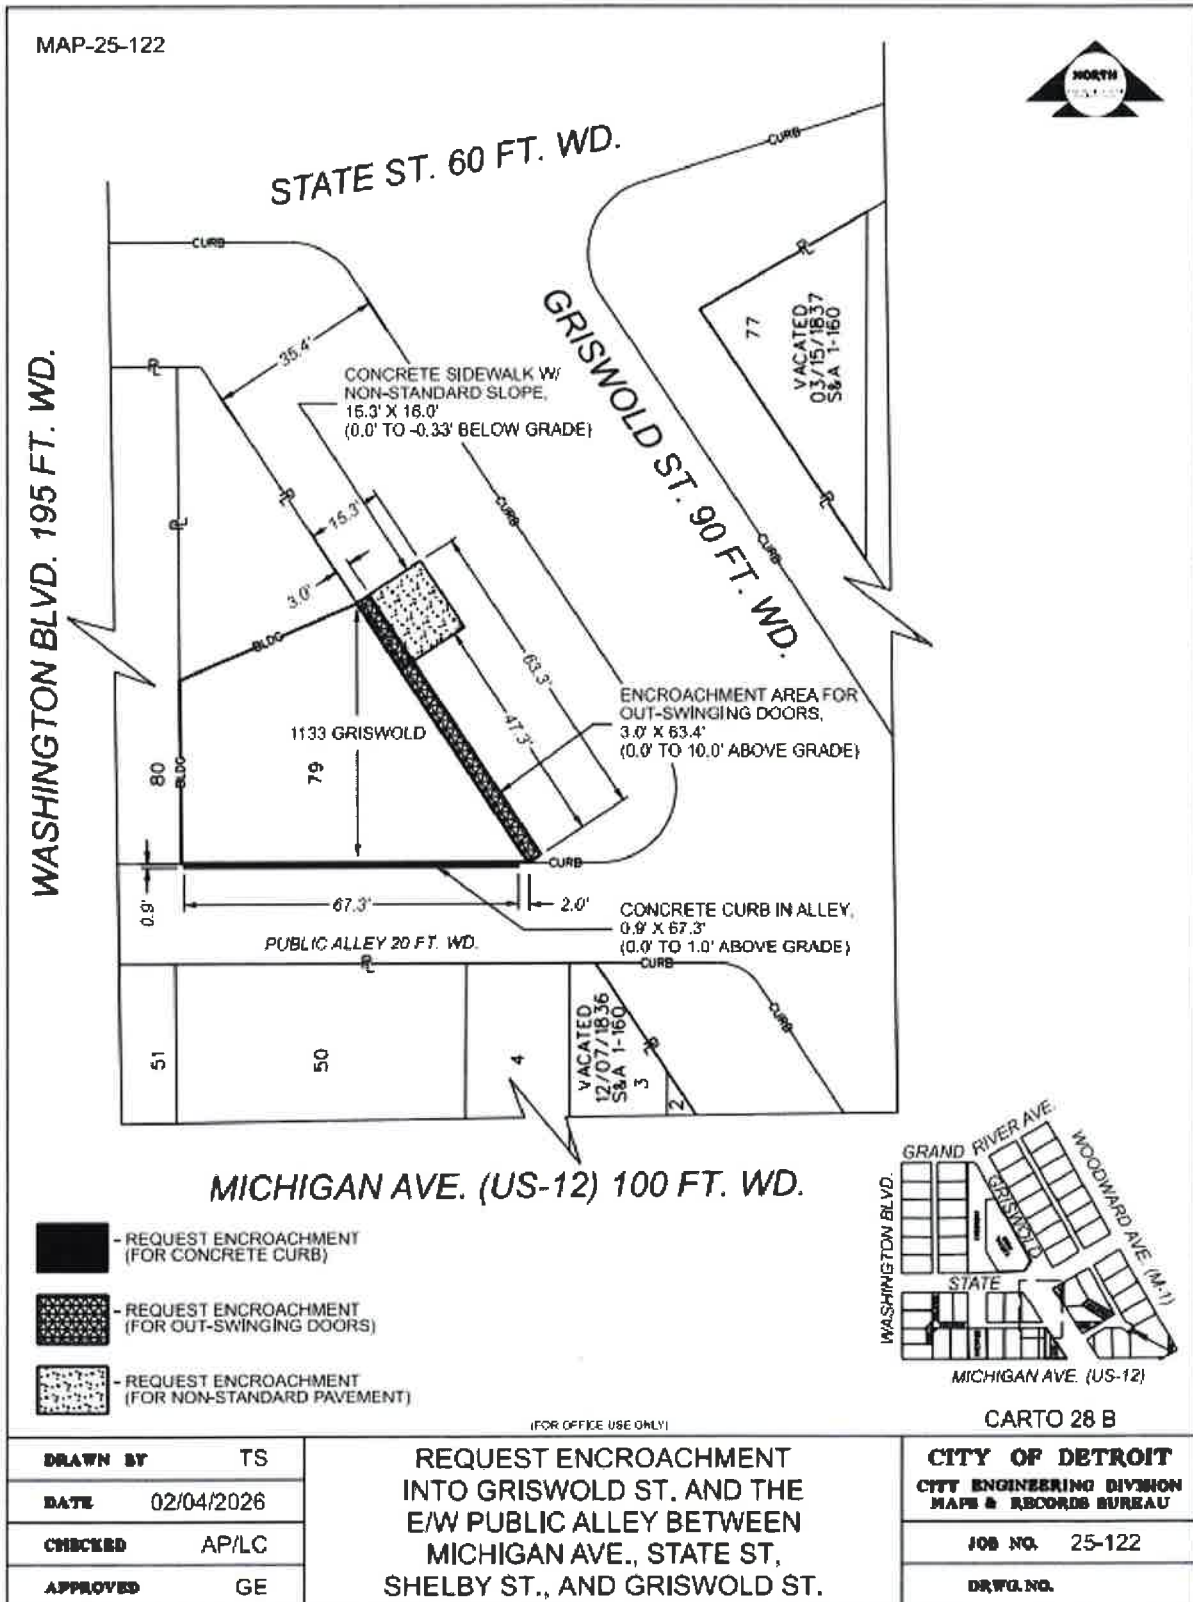 MAP-25-122
NORTH
STATE ST. 60 FT. WD.
CURB
CURB
PL
77
VACATED
03/15/1837
S&A 1-160
35.4'
GRISWOLD ST. 90 FT. WD.
WASHINGTON BLVD. 195 FT. WD.
PL
CONCRETE SIDEWALK W/
NON-STANDARD SLOPE,
15.3' X 16.0'
(0.0' TO -0.33' BELOW GRADE)
PL
PL
PL
CURB
CURB
15.3'
3.0'
BLDG
63.3'
47.3'
ENCROACHMENT AREA FOR
OUT-SWINGING DOORS,
3.0' X 63.4'
(0.0' TO 10.0' ABOVE GRADE)
1133 GRISWOLD
80
BLDG
79
CURB
0.9'
67.3'
2.0'
CONCRETE CURB IN ALLEY,
0.9' X 67.3'
(0.0' TO 1.0' ABOVE GRADE)
PUBLIC ALLEY 20 FT. WD.
PL
CURB
CURB
51
50
4
VACATED
12/07/1836
S&A 1-160
3
PL
2
MICHIGAN AVE. (US-12) 100 FT. WD.
GRAND RIVER AVE.
WOODWARD AVE. (M-1)
GRISWOLD
WASHINGTON BLVD.
STATE
MICHIGAN AVE. (US-12)
- REQUEST ENCROACHMENT
(FOR CONCRETE CURB)
- REQUEST ENCROACHMENT
(FOR OUT-SWINGING DOORS)
- REQUEST ENCROACHMENT
(FOR NON-STANDARD PAVEMENT)
(FOR OFFICE USE ONLY)
CARTO 28 B
DRAWN BY TS
DATE 02/04/2026
CHECKED AP/LC
APPROVED GE
REQUEST ENCROACHMENT
INTO GRISWOLD ST. AND THE
E/W PUBLIC ALLEY BETWEEN
MICHIGAN AVE., STATE ST,
SHELBY ST., AND GRISWOLD ST.
CITY OF DETROIT
CITY ENGINEERING DIVISION
MAPS & RECORDS BUREAU
JOB NO. 25-122
DRWG. NO.